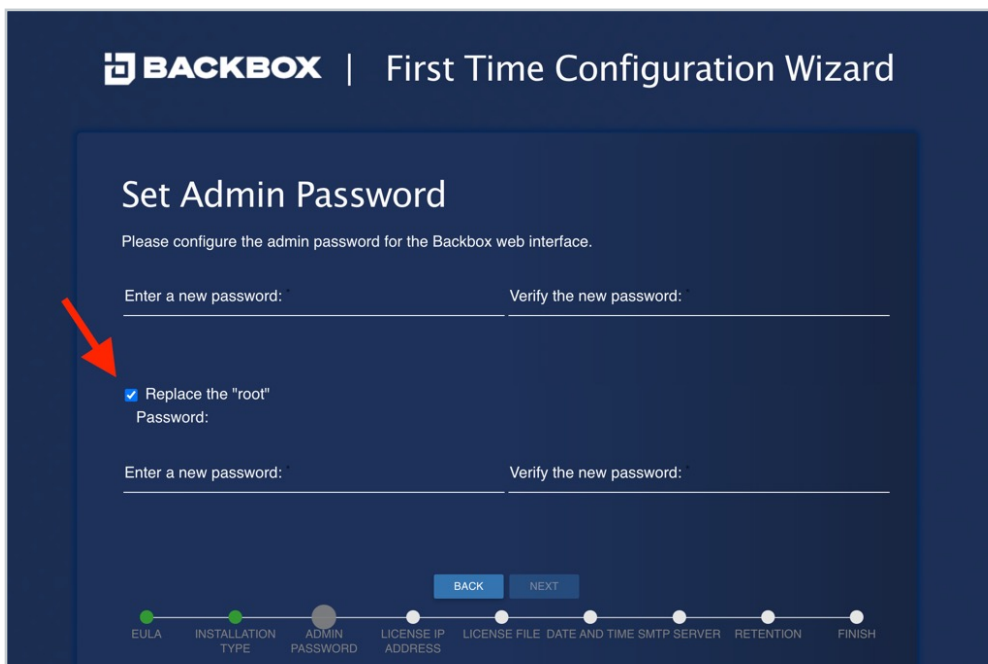 BACKBOX | First Time Configuration Wizard
Set Admin Password
Please configure the admin password for the Backbox web interface.
Enter a new password: * Verify the new password: *
Replace the "root"
Password:
Enter a new password: * Verify the new password: *
BACK NEXT
EULA INSTALLATION TYPE ADMIN PASSWORD LICENSE IP ADDRESS LICENSE FILE DATE AND TIME SMTP SERVER RETENTION FINISH